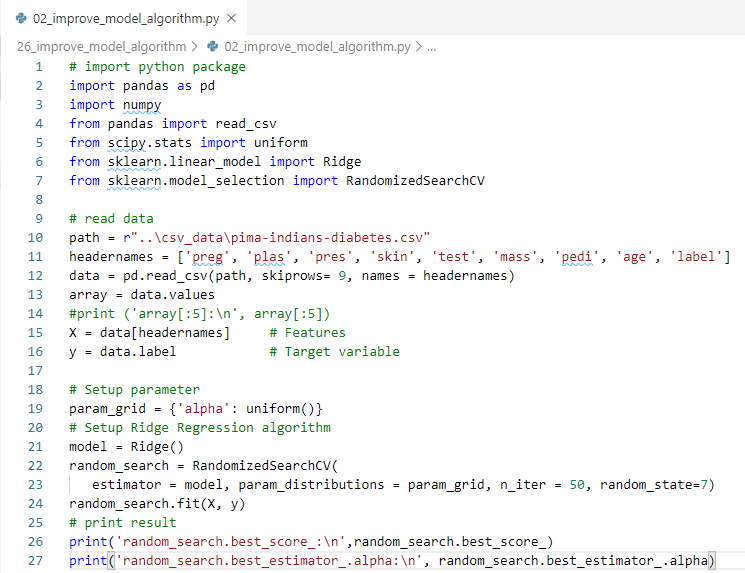 02_improve_model_algorithm.py ×
26_improve_model_algorithm > 02_improve_model_algorithm.py > ...
1 # import python package
2 import pandas as pd
3 import numpy
4 from pandas import read_csv
5 from scipy.stats import uniform
6 from sklearn.linear_model import Ridge
7 from sklearn.model_selection import RandomizedSearchCV
8
9 # read data
10 path = r"..\csv_data\pima-indians-diabetes.csv"
11 headernames = ['preg', 'plas', 'pres', 'skin', 'test', 'mass', 'pedi', 'age', 'label']
12 data = pd.read_csv(path, skiprows= 9, names = headernames)
13 array = data.values
14 #print ('array[:5]:\n', array[:5])
15 X = data[headernames]     # Features
16 y = data.label            # Target variable
17
18 # Setup parameter
19 param_grid = {'alpha': uniform()}
20 # Setup Ridge Regression algorithm
21 model = Ridge()
22 random_search = RandomizedSearchCV(
23    estimator = model, param_distributions = param_grid, n_iter = 50, random_state=7)
24 random_search.fit(X, y)
25 # print result
26 print('random_search.best_score_:\n',random_search.best_score_)
27 print('random_search.best_estimator_.alpha:\n', random_search.best_estimator_.alpha)